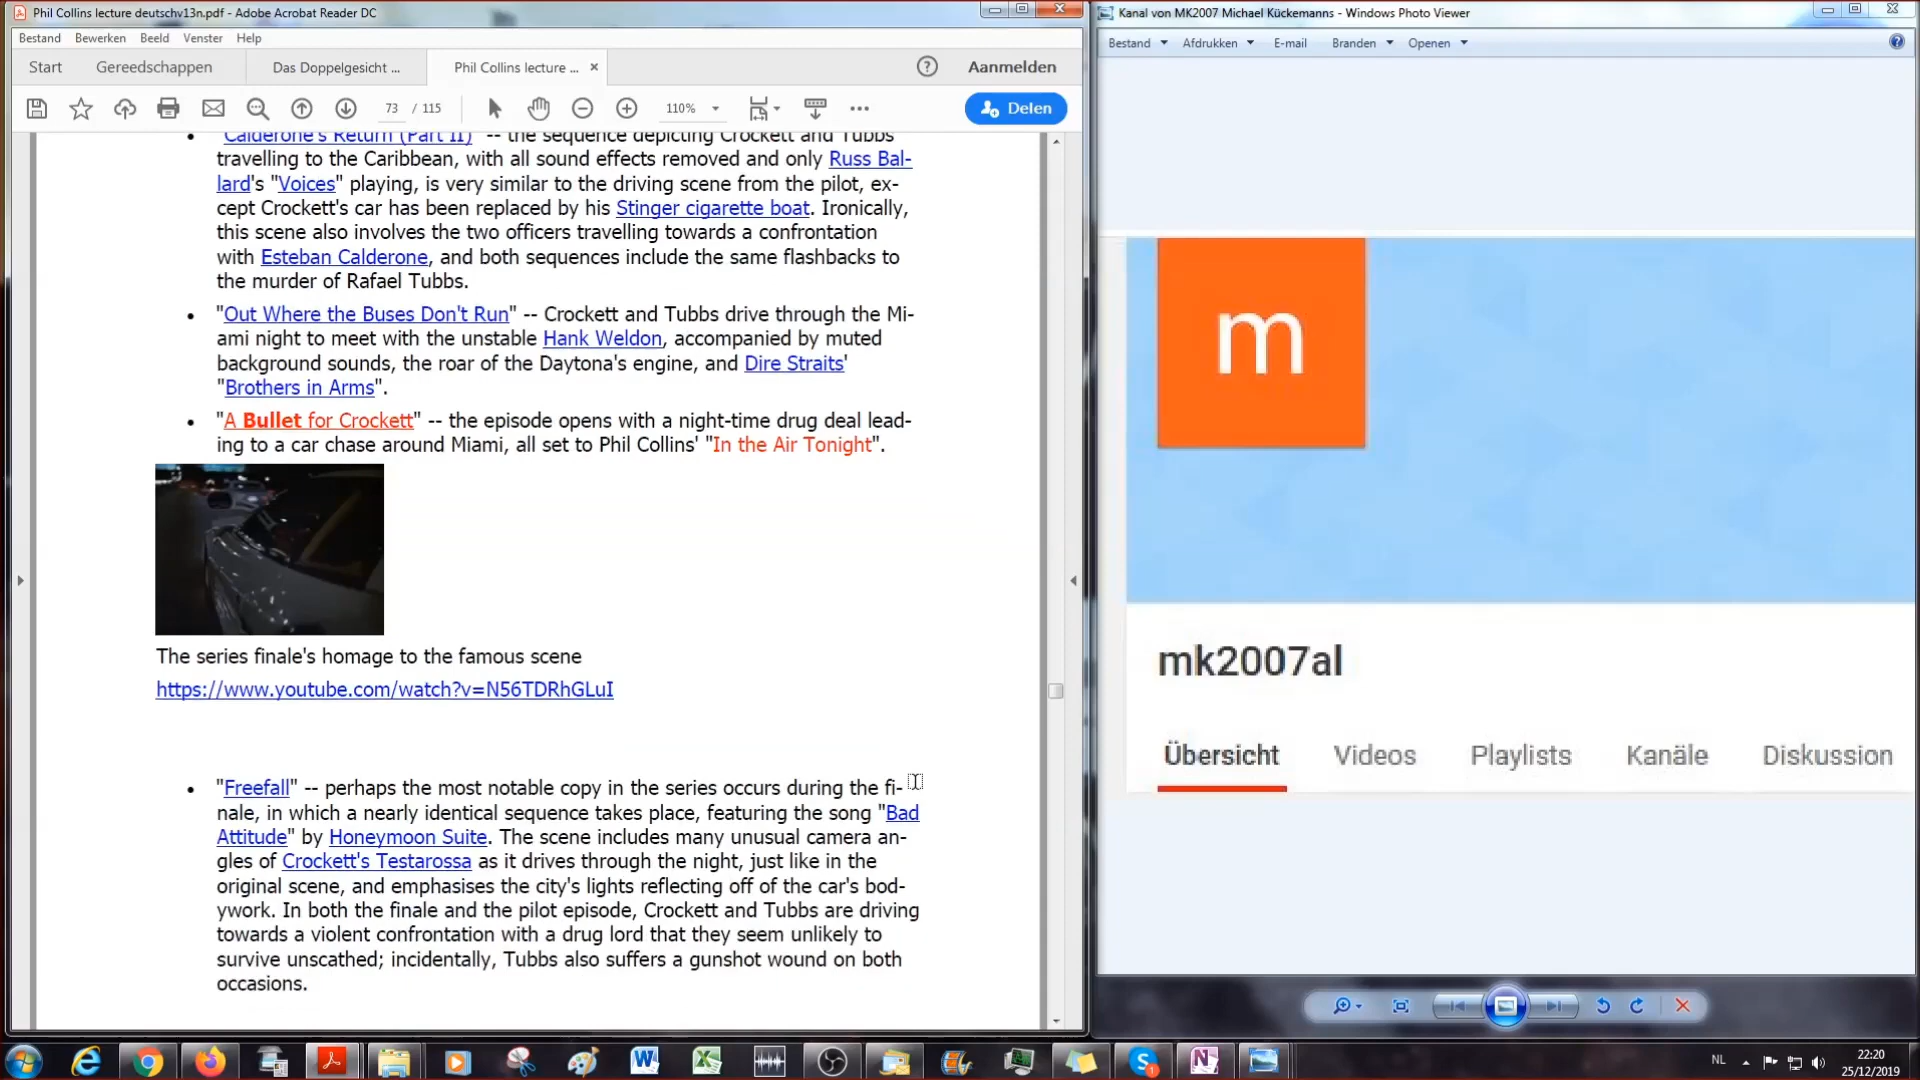 Phil Collins lecture deutschv13n.pdf - Adobe Acrobat Reader DC
Bestand Bewerken Beeld Venster Help
Start Gereedschappen Das Doppelgesicht ... Phil Collins lecture ... × Aanmelden
73 / 115 110% Delen
"Calderone's Return (Part II)" -- the sequence depicting Crockett and Tubbs
travelling to the Caribbean, with all sound effects removed and only Russ Bal-
lard's "Voices" playing, is very similar to the driving scene from the pilot, ex-
cept Crockett's car has been replaced by his Stinger cigarette boat. Ironically,
this scene also involves the two officers travelling towards a confrontation
with Esteban Calderone, and both sequences include the same flashbacks to
the murder of Rafael Tubbs.
• "Out Where the Buses Don't Run" -- Crockett and Tubbs drive through the Mi-
ami night to meet with the unstable Hank Weldon, accompanied by muted
background sounds, the roar of the Daytona's engine, and Dire Straits'
"Brothers in Arms".
• "A Bullet for Crockett" -- the episode opens with a night-time drug deal lead-
ing to a car chase around Miami, all set to Phil Collins' "In the Air Tonight".
The series finale's homage to the famous scene
https://www.youtube.com/watch?v=N56TDRhGLuI
• "Freefall" -- perhaps the most notable copy in the series occurs during the fi-
nale, in which a nearly identical sequence takes place, featuring the song "Bad
Attitude" by Honeymoon Suite. The scene includes many unusual camera an-
gles of Crockett's Testarossa as it drives through the night, just like in the
original scene, and emphasises the city's lights reflecting off of the car's bod-
ywork. In both the finale and the pilot episode, Crockett and Tubbs are driving
towards a violent confrontation with a drug lord that they seem unlikely to
survive unscathed; incidentally, Tubbs also suffers a gunshot wound on both
occasions.
Kanal von MK2007 Michael Kückemanns - Windows Photo Viewer
Bestand Afdrukken E-mail Branden Openen
m
mk2007al
Übersicht Videos Playlists Kanäle Diskussion
NL
22:20
25/12/2019